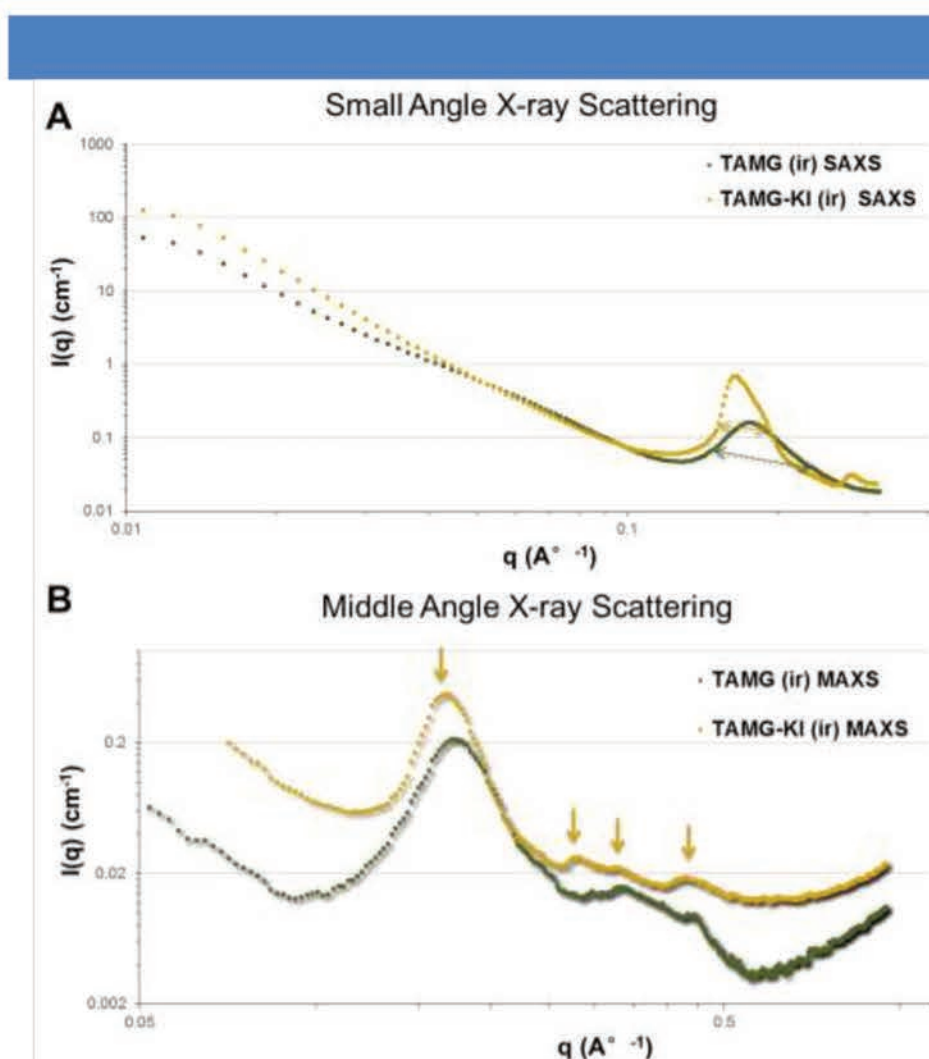 A
Small Angle X-ray Scattering
1000
100
10
1
0.1
0.01
I(q) (cm-1)
TAMG (ir) SAXS
TAMG-KI (ir) SAXS
0.01
0.1
q (A° -1)
B
Middle Angle X-ray Scattering
TAMG (ir) MAXS
TAMG-KI (ir) MAXS
0.2
0.02
0.002
I(q) (cm-1)
0.05
0.5
q (A° -1)